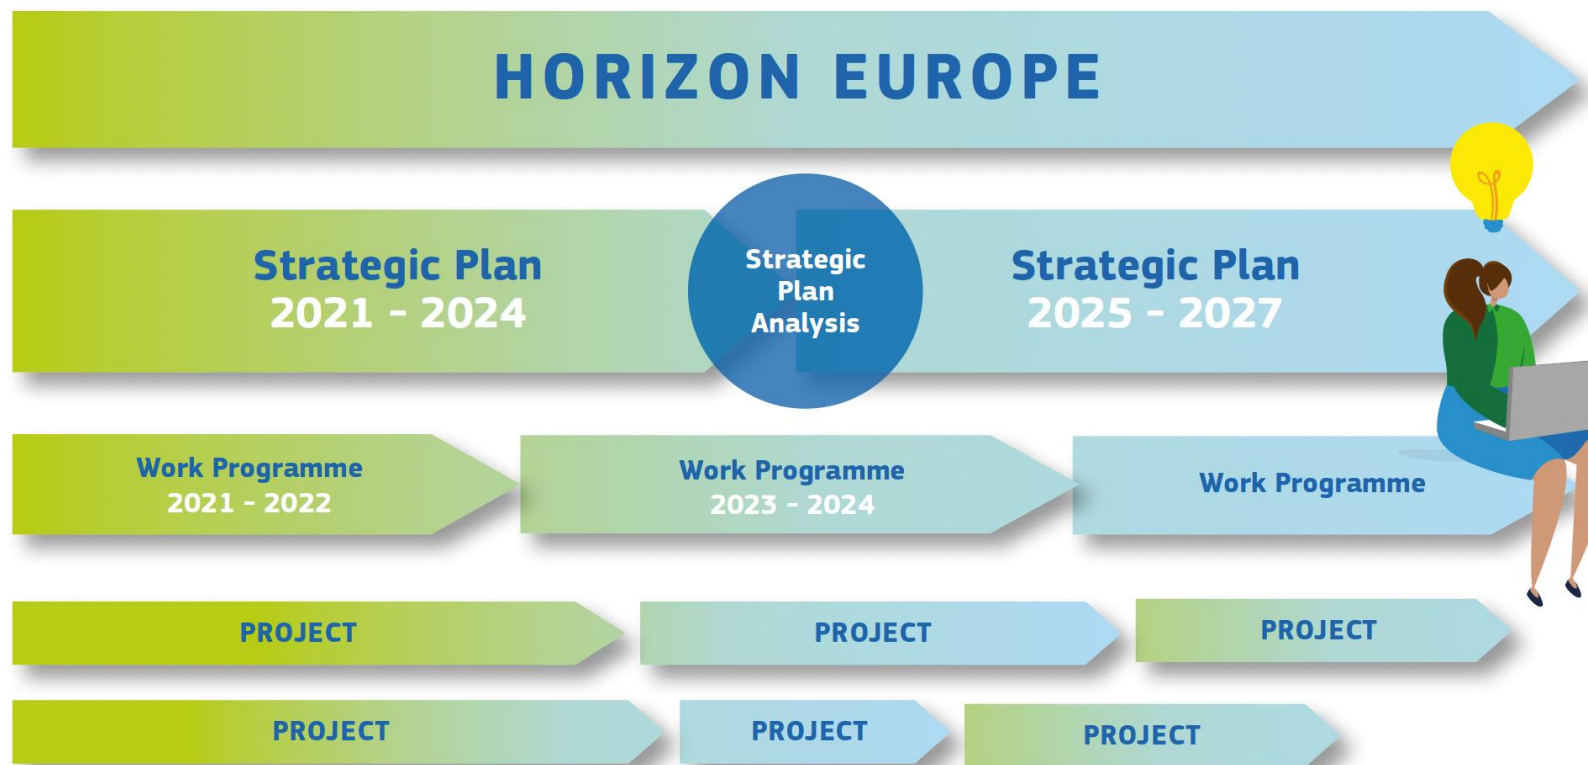 HORIZON EUROPE
Strategic Plan
2021 - 2024
Strategic
Plan
Analysis
Strategic Plan
2025 - 2027
Work Programme
2021 - 2022
Work Programme
2023 - 2024
Work Programme
PROJECT
PROJECT
PROJECT
PROJECT
PROJECT
PROJECT